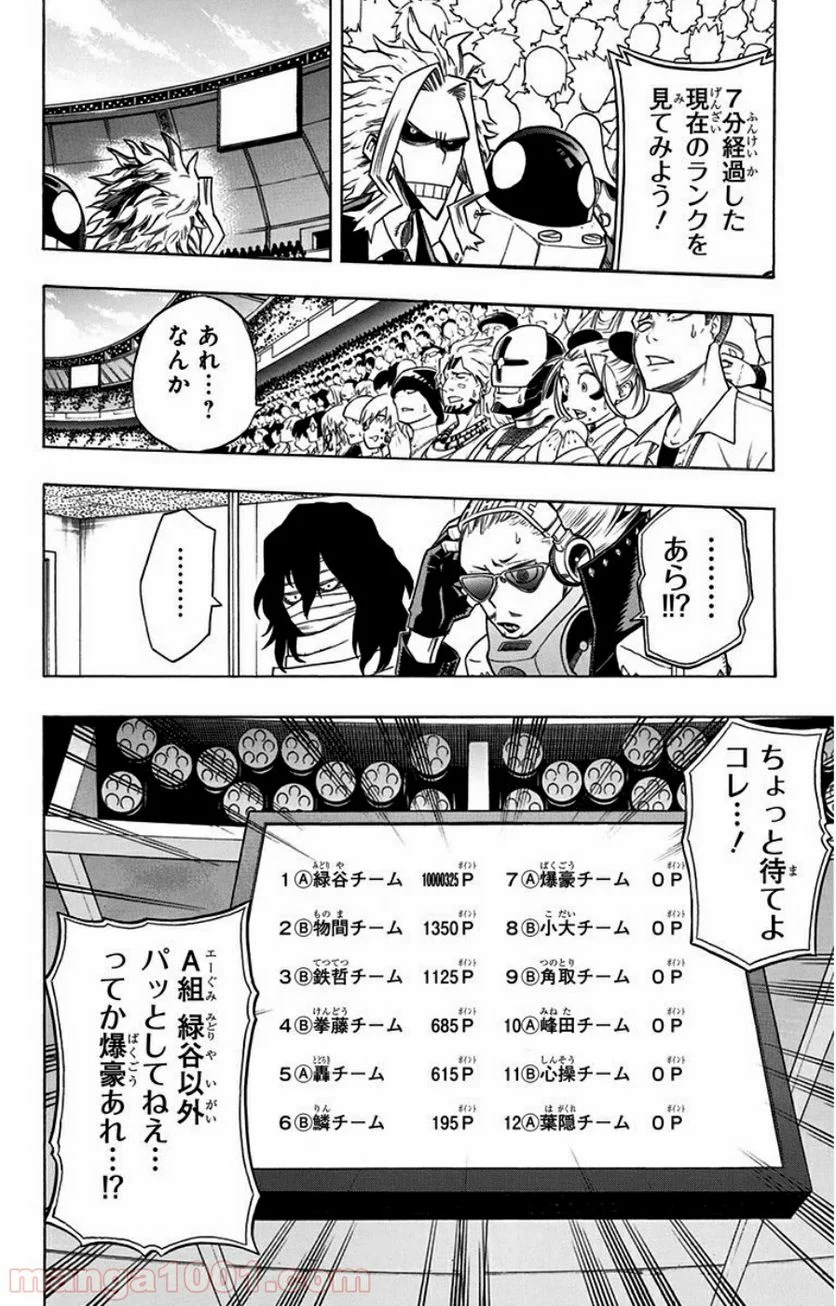 7分経過した
現在のランクを
見てみよう！
あれ…？
なんか
………
あら!!?
……
ちょっと待てよ
コレ…！
1 Ⓐ緑谷チーム 10000325P
2 Ⓑ物間チーム 1350P
3 Ⓑ鉄哲チーム 1125P
4 Ⓑ拳藤チーム 685P
5 Ⓐ轟チーム 615P
6 Ⓑ鱗チーム 195P
7 Ⓐ爆豪チーム 0P
8 Ⓑ小大チーム 0P
9 Ⓑ角取チーム 0P
10 Ⓐ峰田チーム 0P
11 Ⓑ心操チーム 0P
12 Ⓐ葉隠チーム 0P
A組 緑谷以外
パッとしてねえ…
ってか爆豪あれ…!?
manga1001.com